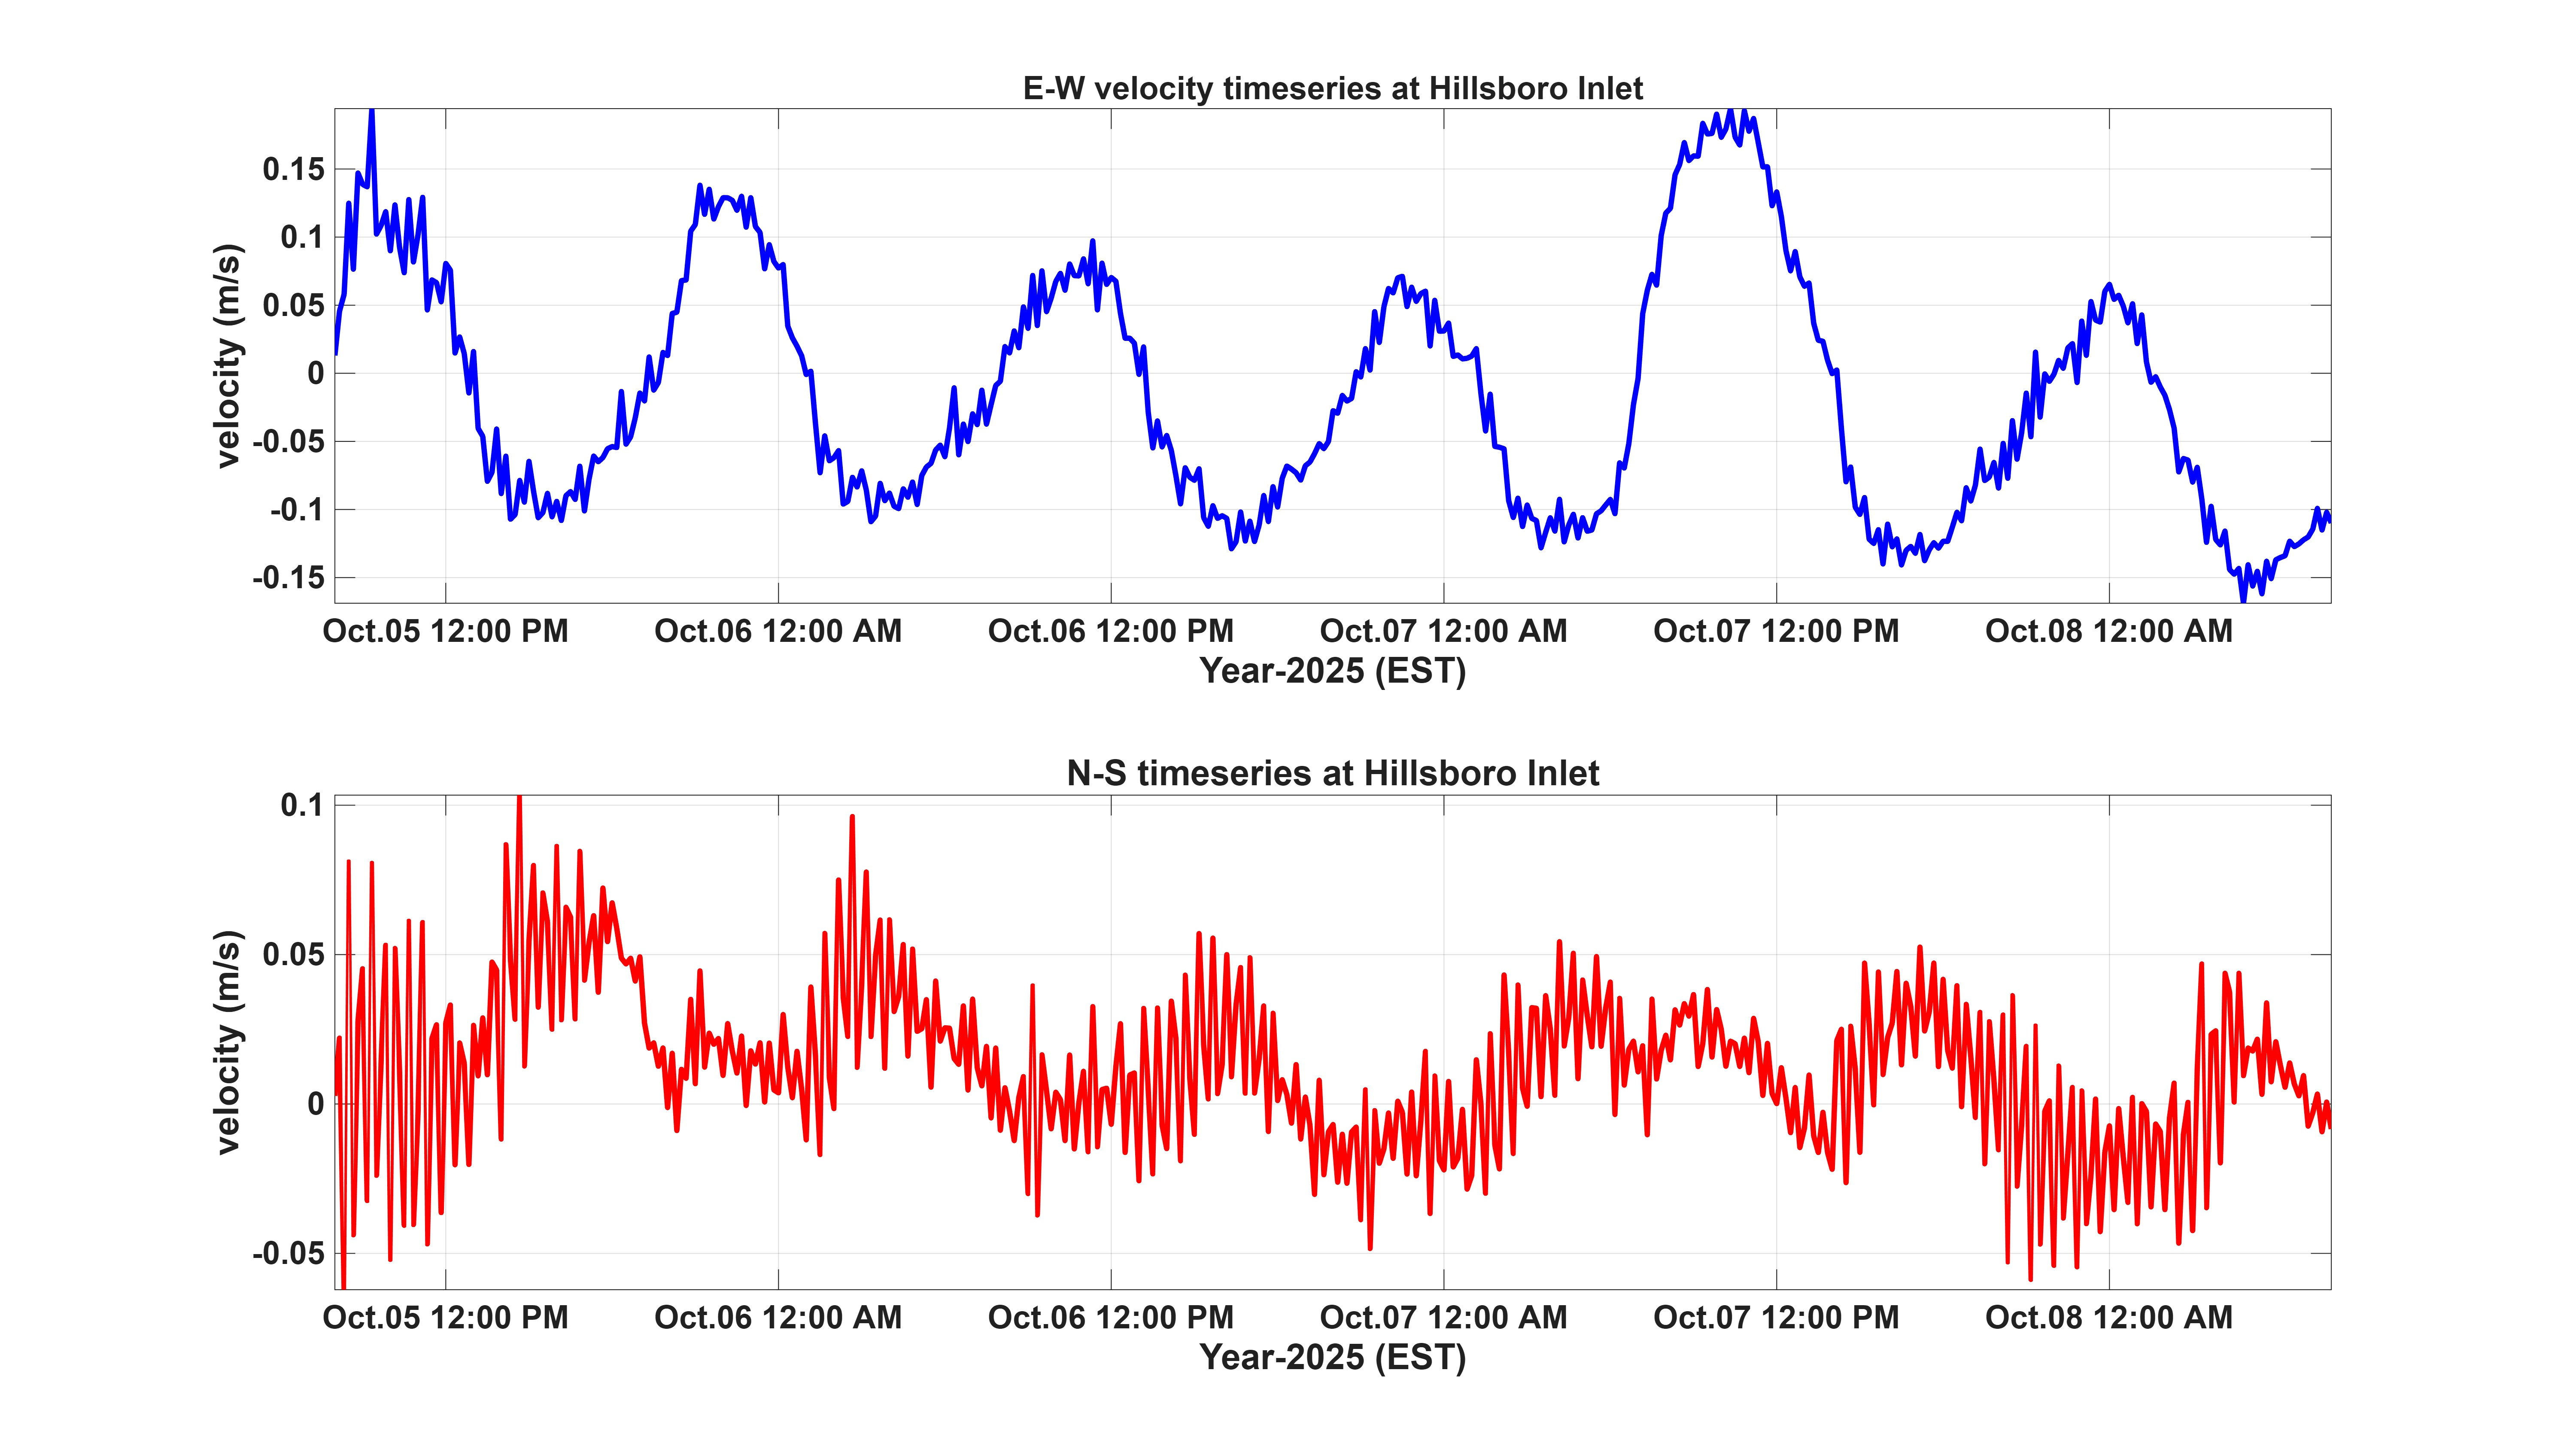 E-W velocity timeseries at Hillsboro Inlet
velocity (m/s)
0.15
0.1
0.05
0
-0.05
-0.1
-0.15
Oct.05 12:00 PM Oct.06 12:00 AM Oct.06 12:00 PM Oct.07 12:00 AM Oct.07 12:00 PM Oct.08 12:00 AM
Year-2025 (EST)
N-S timeseries at Hillsboro Inlet
velocity (m/s)
0.1
0.05
0
-0.05
Oct.05 12:00 PM Oct.06 12:00 AM Oct.06 12:00 PM Oct.07 12:00 AM Oct.07 12:00 PM Oct.08 12:00 AM
Year-2025 (EST)